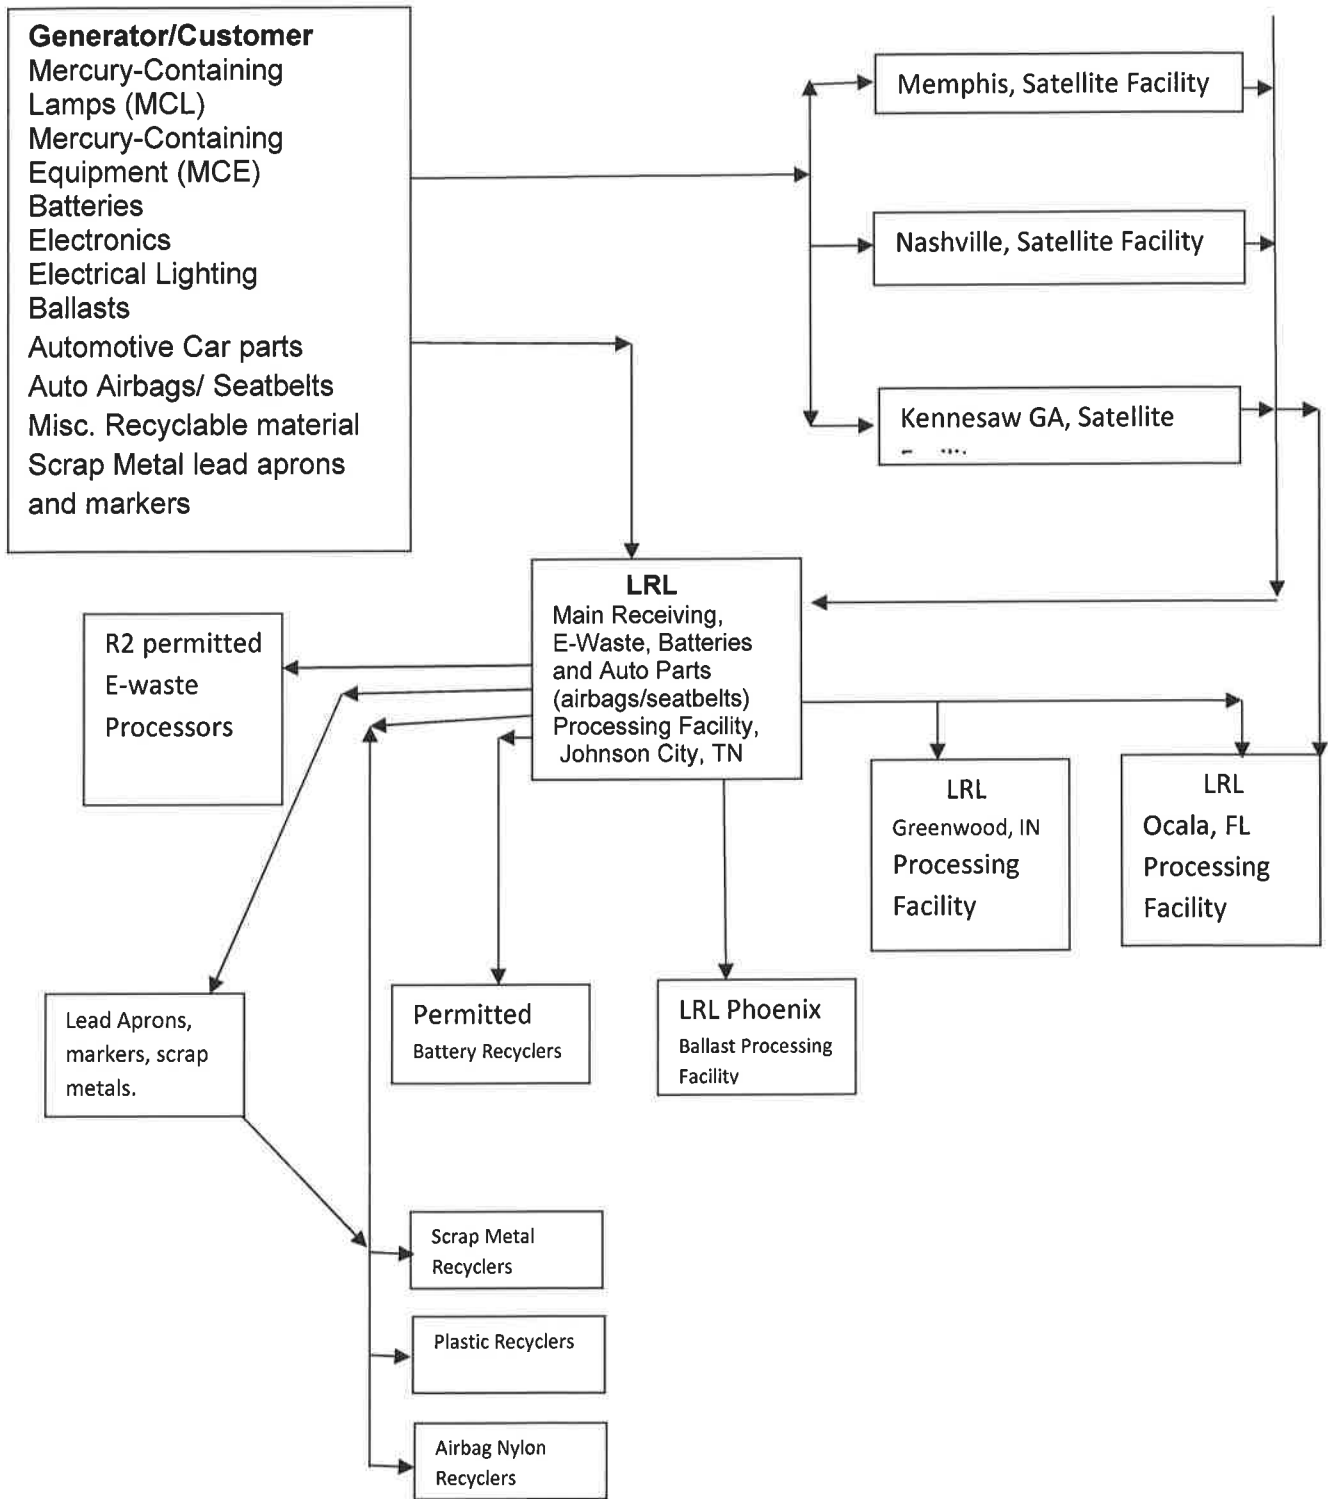 Generator/Customer
Mercury-Containing
Lamps (MCL)
Mercury-Containing
Equipment (MCE)
Batteries
Electronics
Electrical Lighting
Ballasts
Automotive Car parts
Auto Airbags/ Seatbelts
Misc. Recyclable material
Scrap Metal lead aprons
and markers
Memphis, Satellite Facility
Nashville, Satellite Facility
Kennesaw GA, Satellite
LRL
Main Receiving,
E-Waste, Batteries
and Auto Parts
(airbags/seatbelts)
Processing Facility,
Johnson City, TN
R2 permitted
E-waste
Processors
LRL
Greenwood, IN
Processing
Facility
LRL
Ocala, FL
Processing
Facility
Lead Aprons,
markers, scrap
metals.
Permitted
Battery Recyclers
LRL Phoenix
Ballast Processing
Facility
Scrap Metal
Recyclers
Plastic Recyclers
Airbag Nylon
Recyclers